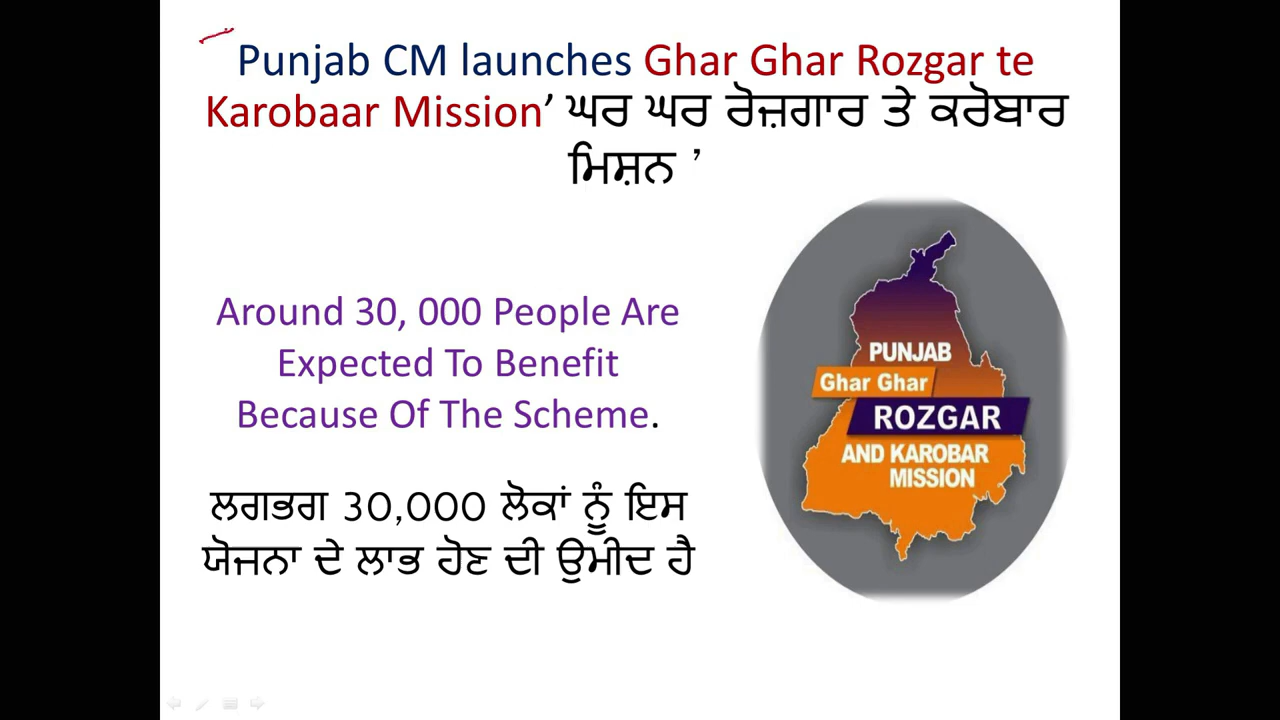 Punjab CM launches Ghar Ghar Rozgar te
Karobaar Mission’ ਘਰ ਘਰ ਰੋਜ਼ਗਾਰ ਤੇ ਕਰੋਬਾਰ
ਮਿਸ਼ਨ ’
Around 30, 000 People Are
Expected To Benefit
Because Of The Scheme.
ਲਗਭਗ 30,000 ਲੋਕਾਂ ਨੂੰ ਇਸ
ਯੋਜਨਾ ਦੇ ਲਾਭ ਹੋਣ ਦੀ ਉਮੀਦ ਹੈ
PUNJAB
Ghar Ghar
ROZGAR
AND KAROBAR
MISSION